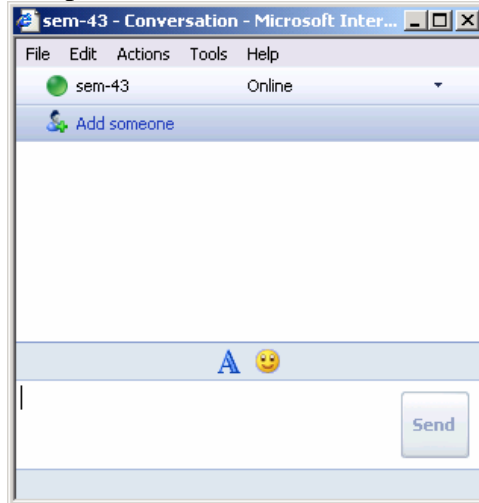 sem-43 - Conversation - Microsoft Inter...
File Edit Actions Tools Help
sem-43 Online
Add someone
A
Send